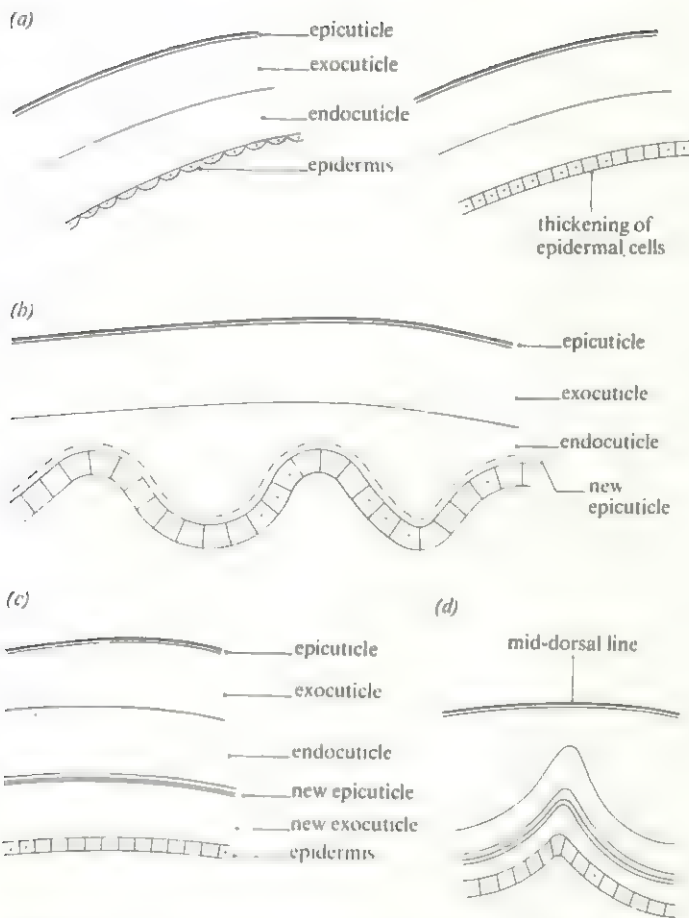 (a)
epicuticle
exocuticle
endocuticle
epidermis
thickening of
epidermal cells
(b)
epicuticle
exocuticle
endocuticle
new
epicuticle
(c)
epicuticle
exocuticle
endocuticle
new epicuticle
new exocuticle
epidermis
(d)
mid-dorsal line